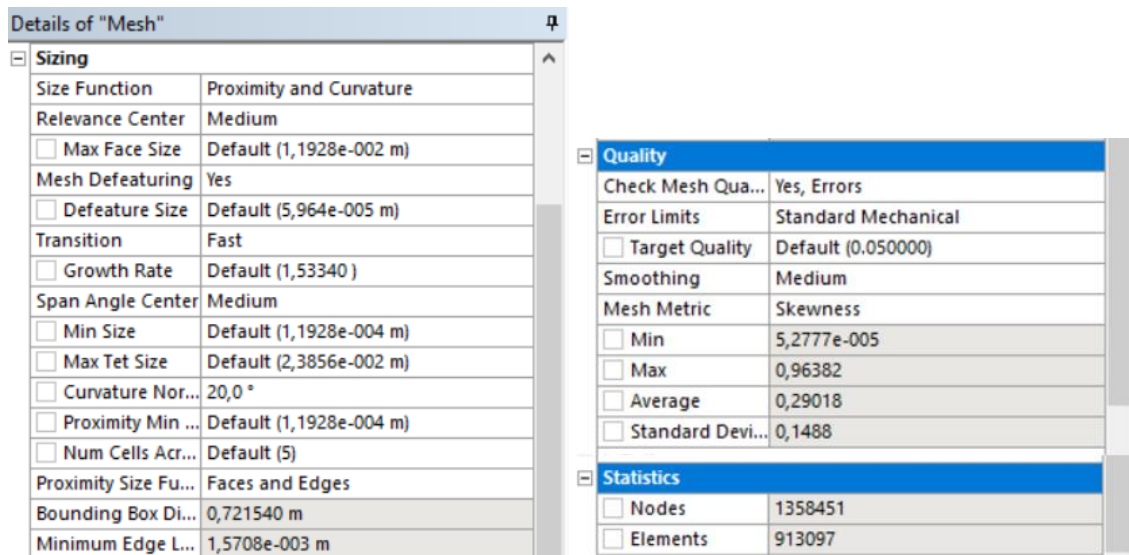 Details of "Mesh"
Sizing
Size Function Proximity and Curvature
Relevance Center Medium
Max Face Size Default (1,1928e-002 m)
Mesh Defeaturing Yes
Defeature Size Default (5,964e-005 m)
Transition Fast
Growth Rate Default (1,53340 )
Span Angle Center Medium
Min Size Default (1,1928e-004 m)
Max Tet Size Default (2,3856e-002 m)
Curvature Nor... 20,0 °
Proximity Min ... Default (1,1928e-004 m)
Num Cells Acr... Default (5)
Proximity Size Fu... Faces and Edges
Bounding Box Di... 0,721540 m
Minimum Edge L... 1,5708e-003 m
Quality
Check Mesh Qua... Yes, Errors
Error Limits Standard Mechanical
Target Quality Default (0.050000)
Smoothing Medium
Mesh Metric Skewness
Min 5,2777e-005
Max 0,96382
Average 0,29018
Standard Devi... 0,1488
Statistics
Nodes 1358451
Elements 913097